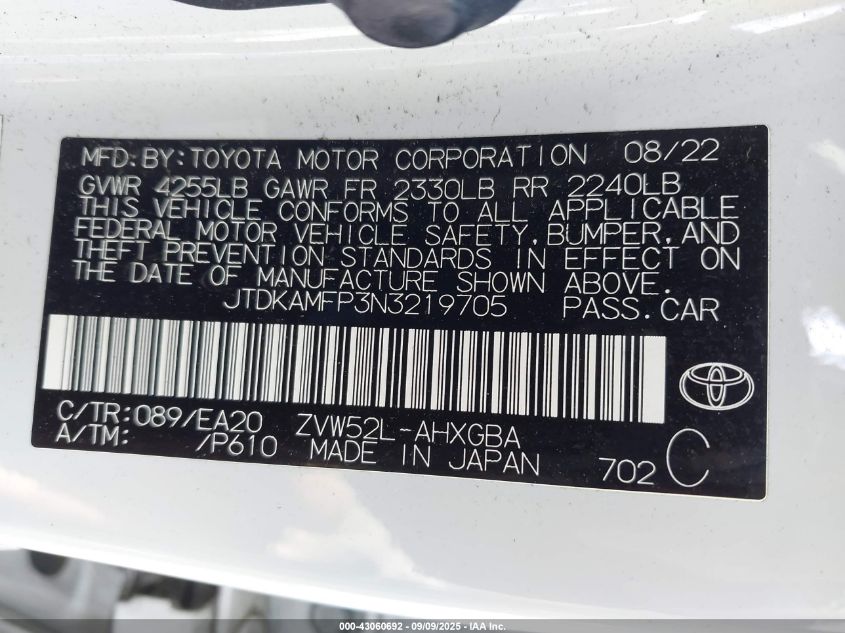 MFD. BY: TOYOTA MOTOR CORPORATION 08/22
GVWR 4255LB GAWR FR 2330LB RR 2240LB
THIS VEHICLE CONFORMS TO ALL APPLICABLE
FEDERAL MOTOR VEHICLE SAFETY, BUMPER, AND
THEFT PREVENTION STANDARDS IN EFFECT ON
THE DATE OF MANUFACTURE SHOWN ABOVE.
JTDKAMFP3N3219705 PASS. CAR
C/TR: 089/EA20 ZVW52L-AHXGBA
A/TM: /P610 MADE IN JAPAN 702 C
000-43060692 - 09/09/2025 - IAA Inc.